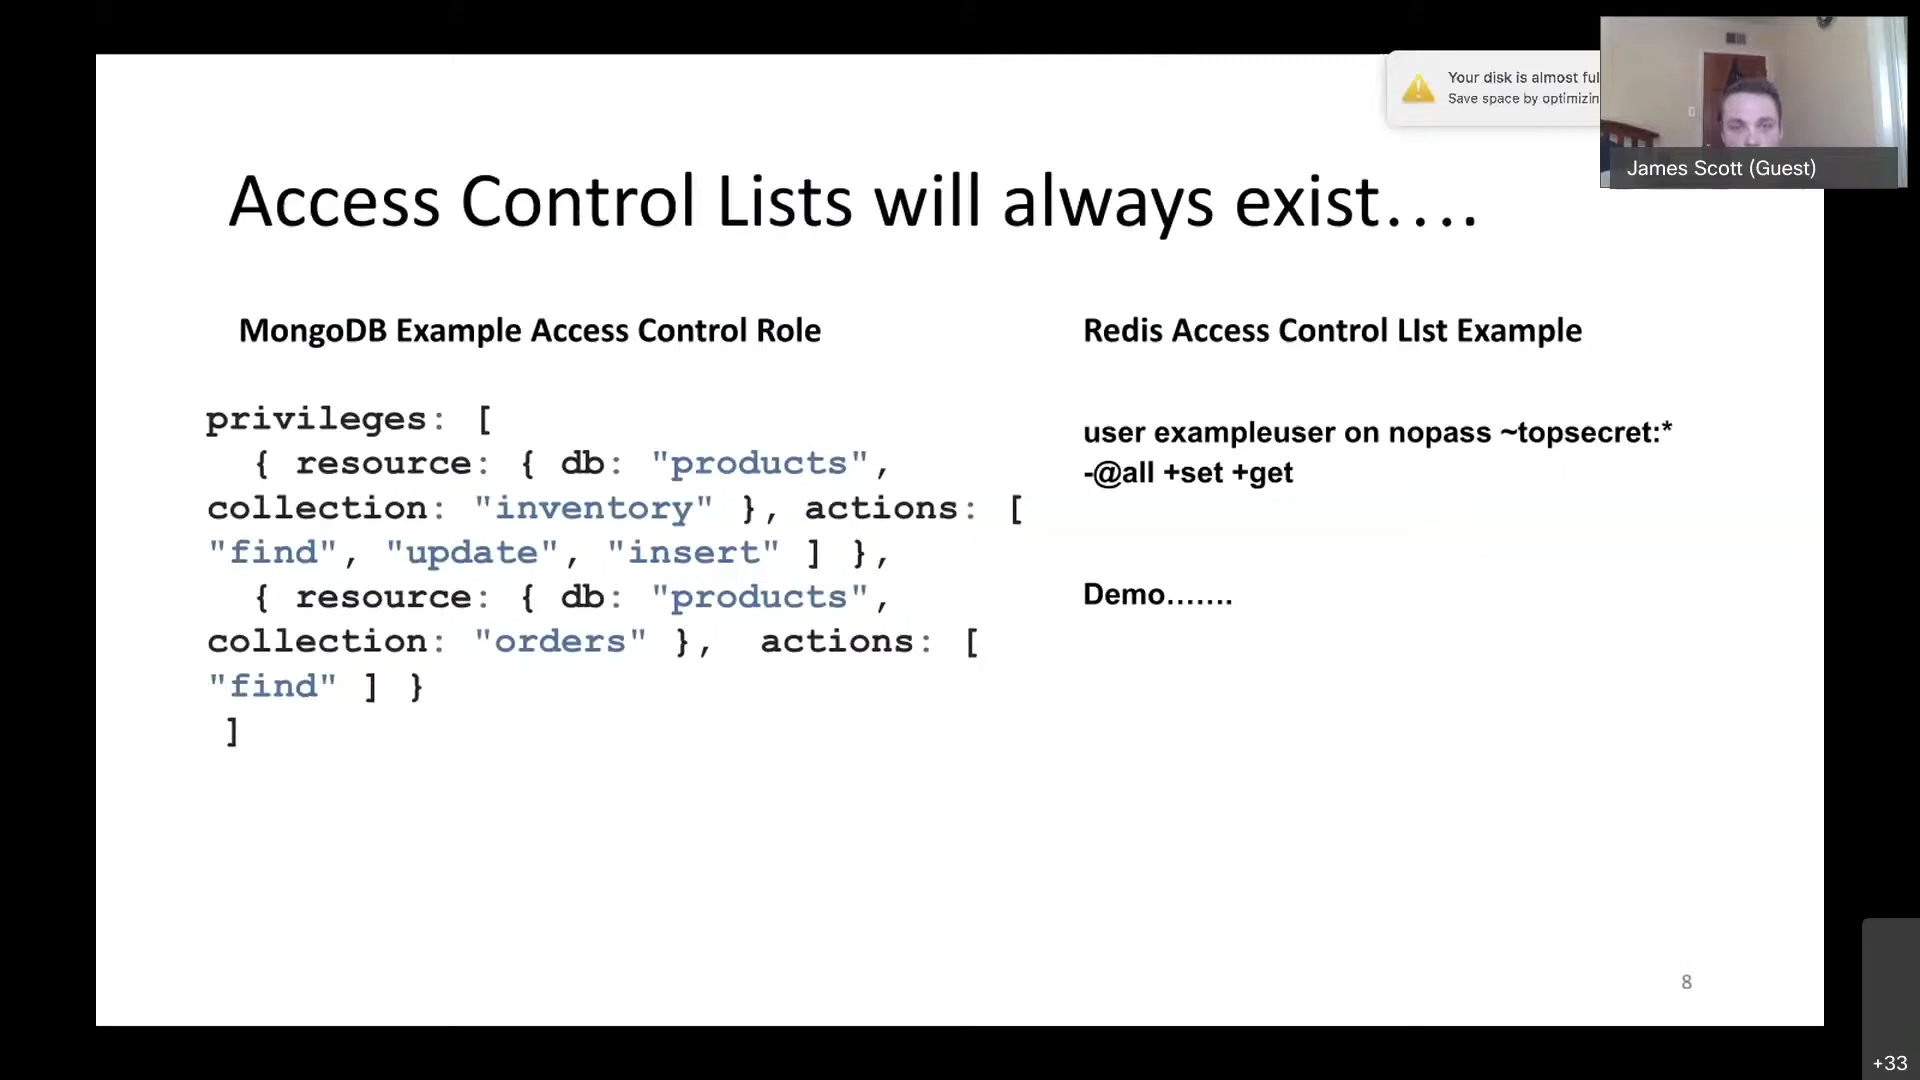 Your disk is almost ful
Save space by optimizin
James Scott (Guest)
Access Control Lists will always exist....
MongoDB Example Access Control Role
privileges: [
{ resource: { db: "products",
collection: "inventory" }, actions: [
"find", "update", "insert" ] },
{ resource: { db: "products",
collection: "orders" }, actions: [
"find" ] }
]
Redis Access Control LIst Example
user exampleuser on nopass ~topsecret:*
-@all +set +get
Demo.......
8
+33